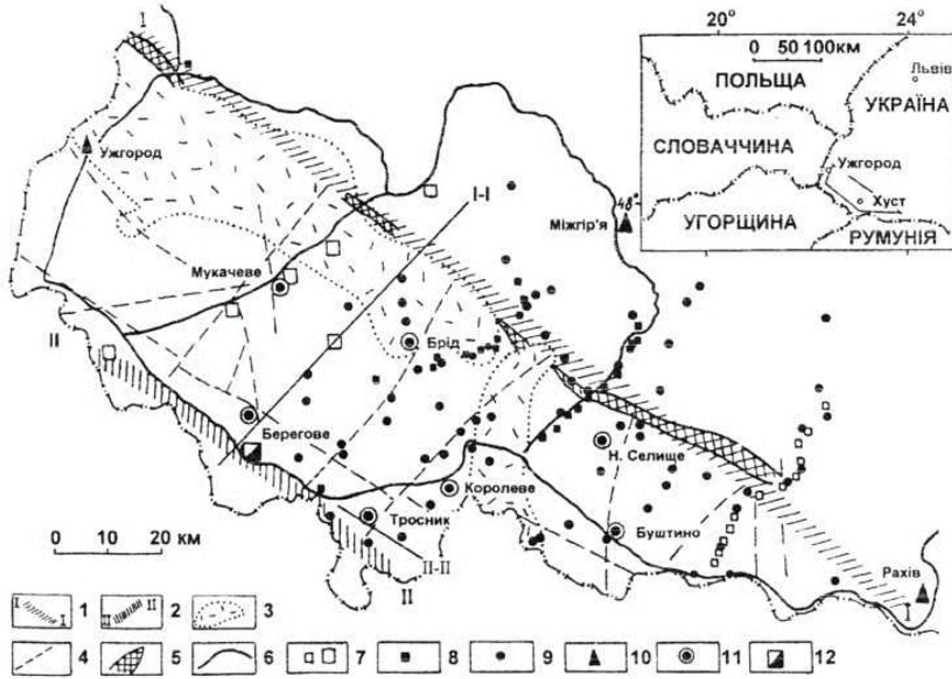 I
20°
24°
0 50 100км
Львів
ПОЛЬЩА
УКРАЇНА
СЛОВАЧЧИНА
Ужгород
Хуст
УГОРЩИНА
РУМУНІЯ
Ужгород
I-I
48°
Міжгір'я
Мукачеве
II
Брід
Берегове
Н. Селище
Королеве
Тросник
Буштино
0 10 20 км
II-II
II
Рахів
I
I I 1
II II 2
3
4
5
6
7
8
9
10
11
12